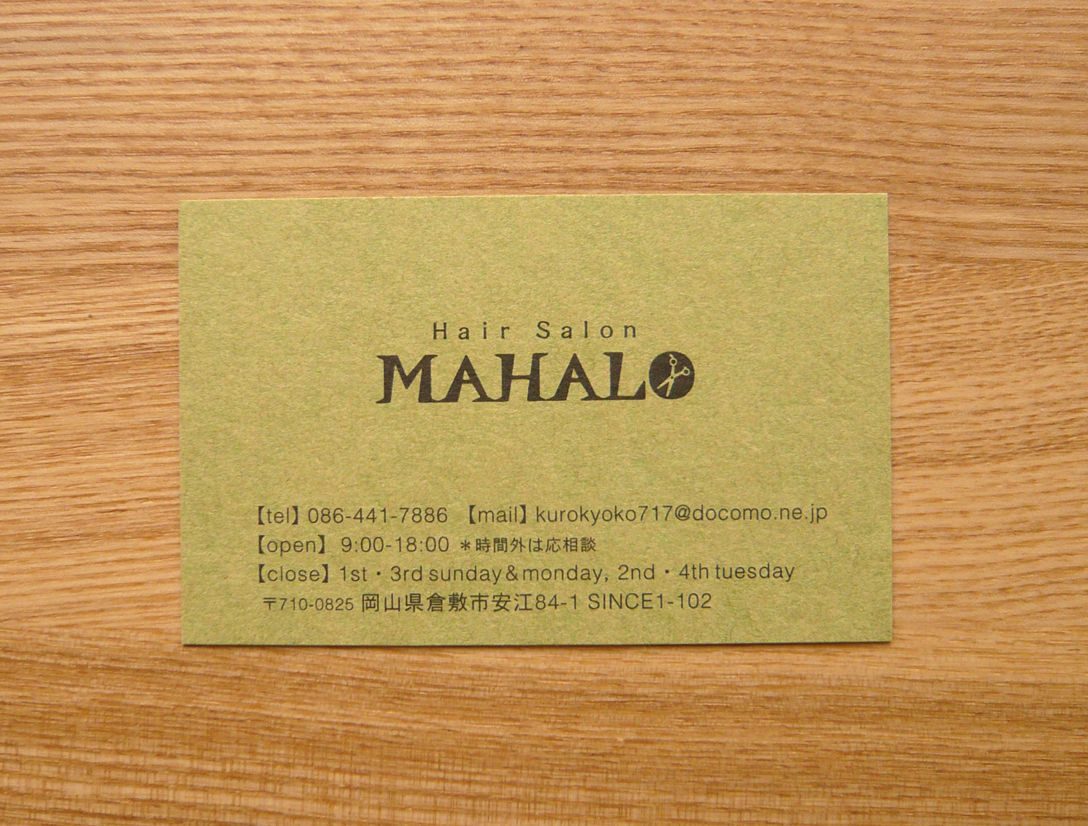 Hair Salon
MAHALO
【tel】086-441-7886 【mail】kurokyoko717@docomo.ne.jp
【open】 9:00-18:00 ＊時間外は応相談
【close】1st・3rd sunday&monday, 2nd・4th tuesday
〒710-0825 岡山県倉敷市安江84-1 SINCE1-102